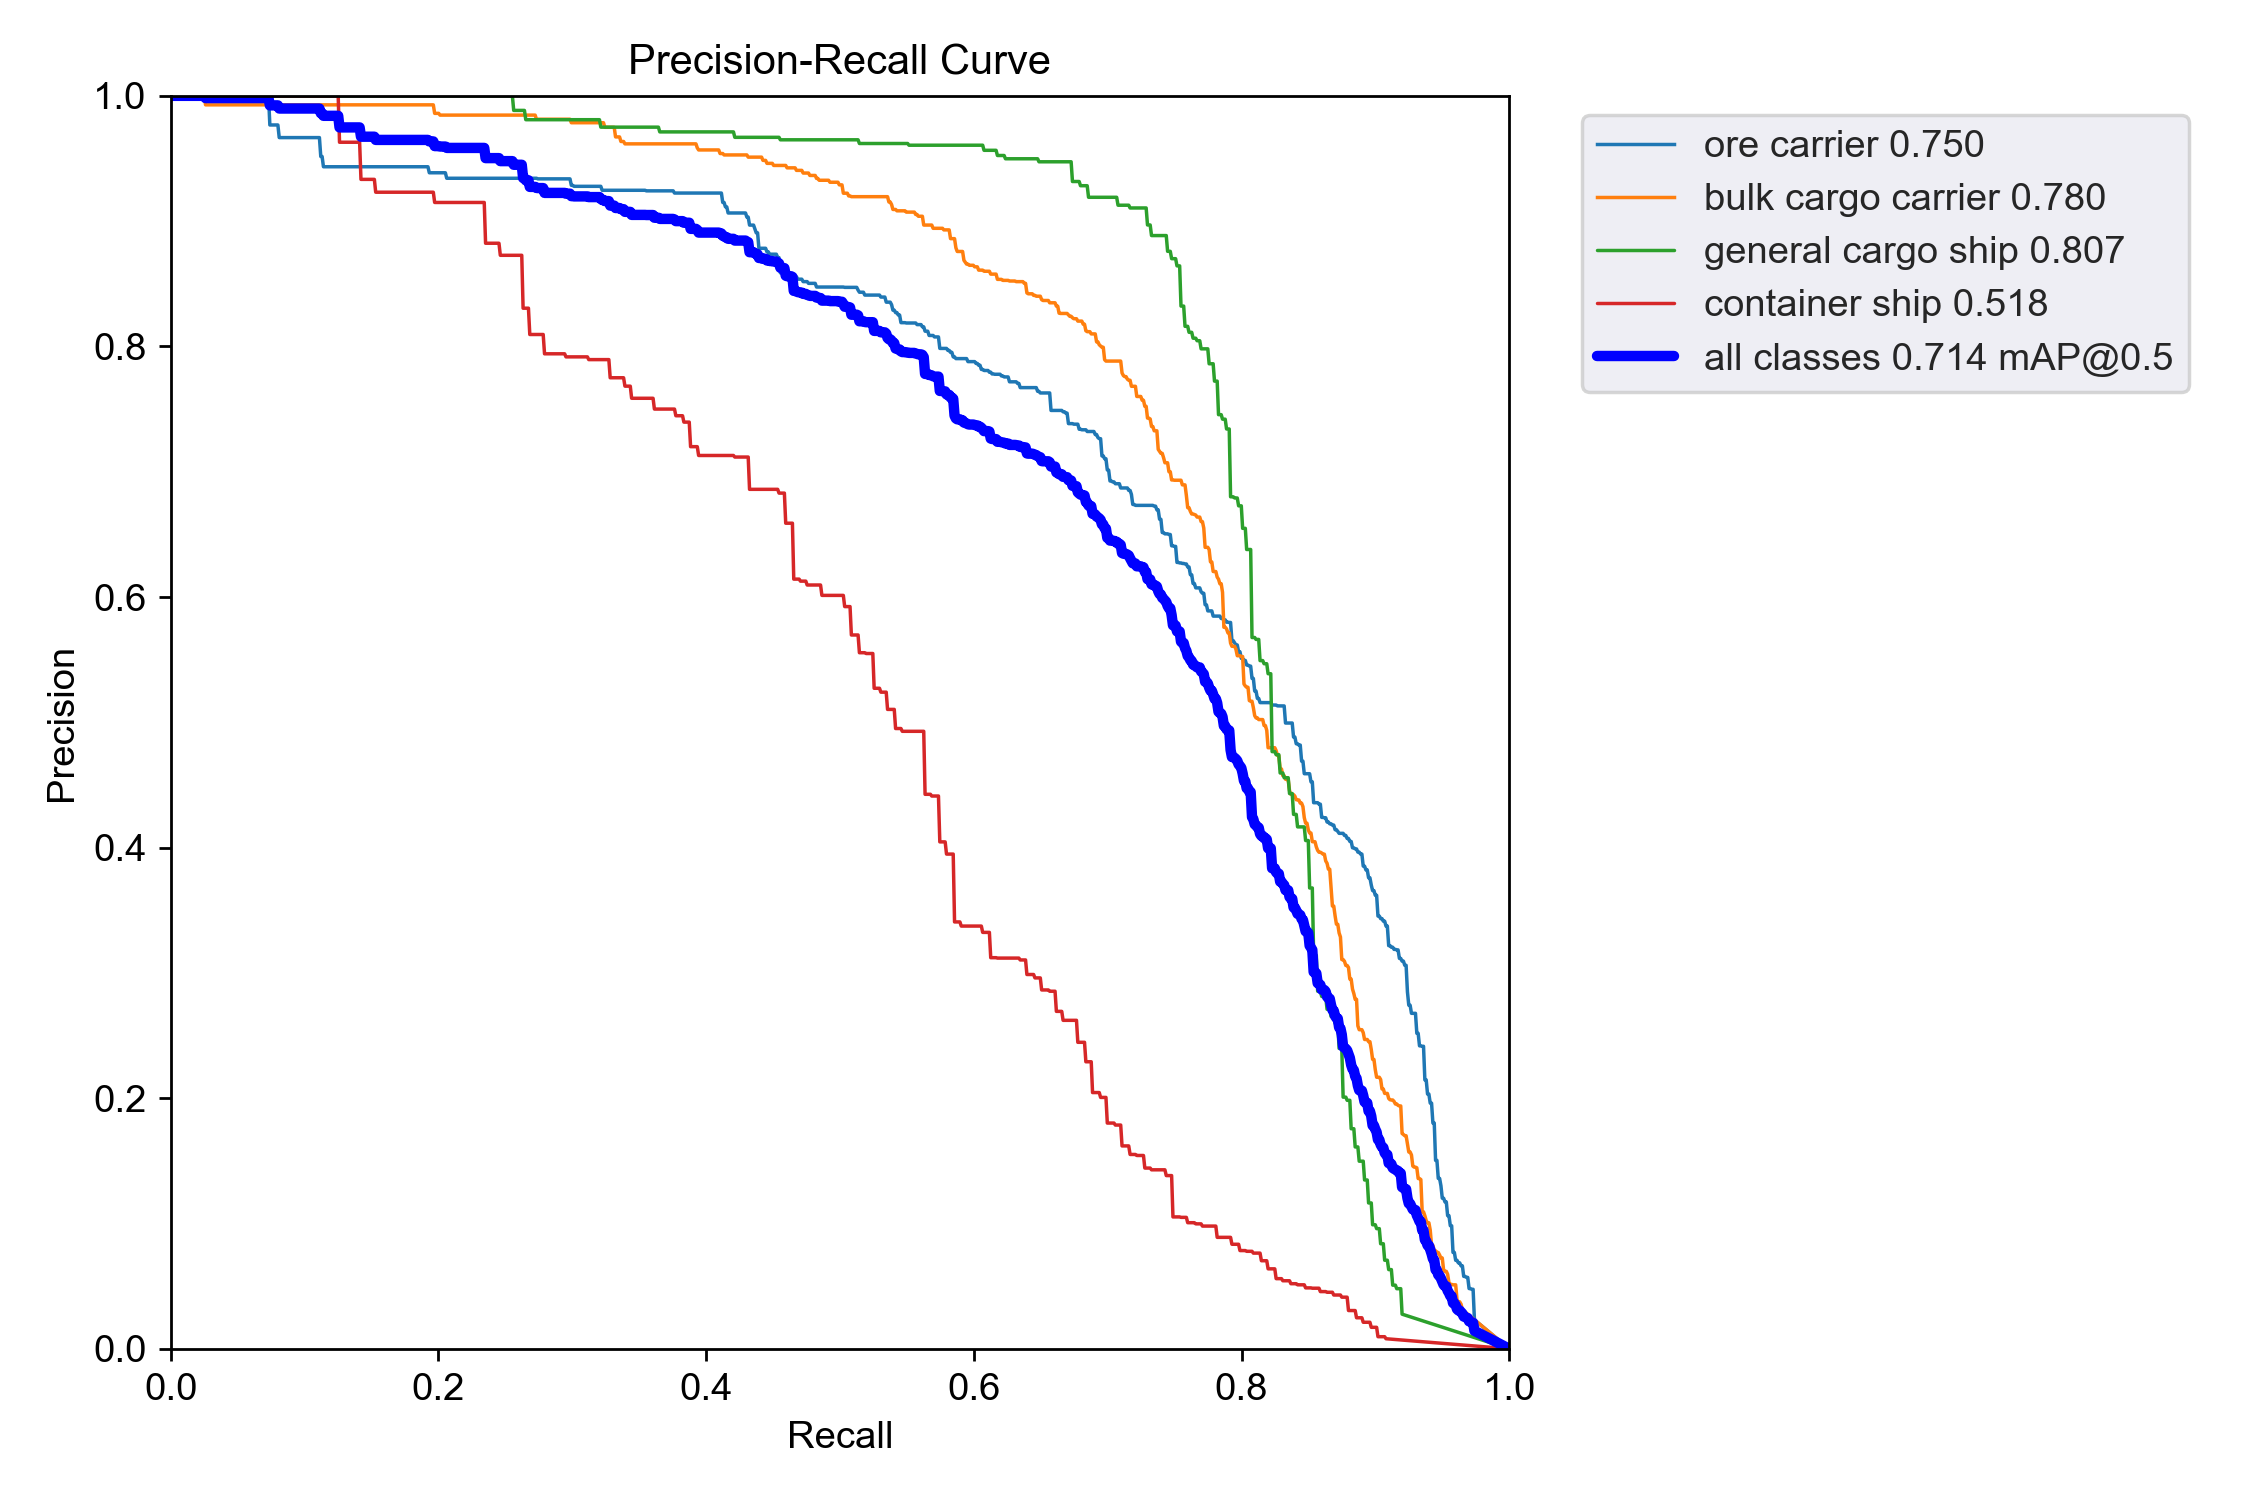 Precision-Recall Curve
1.0
0.8
0.6
0.4
0.2
0.0
Precision
0.0 0.2 0.4 0.6 0.8 1.0
Recall
ore carrier 0.750
bulk cargo carrier 0.780
general cargo ship 0.807
container ship 0.518
all classes 0.714 mAP@0.5